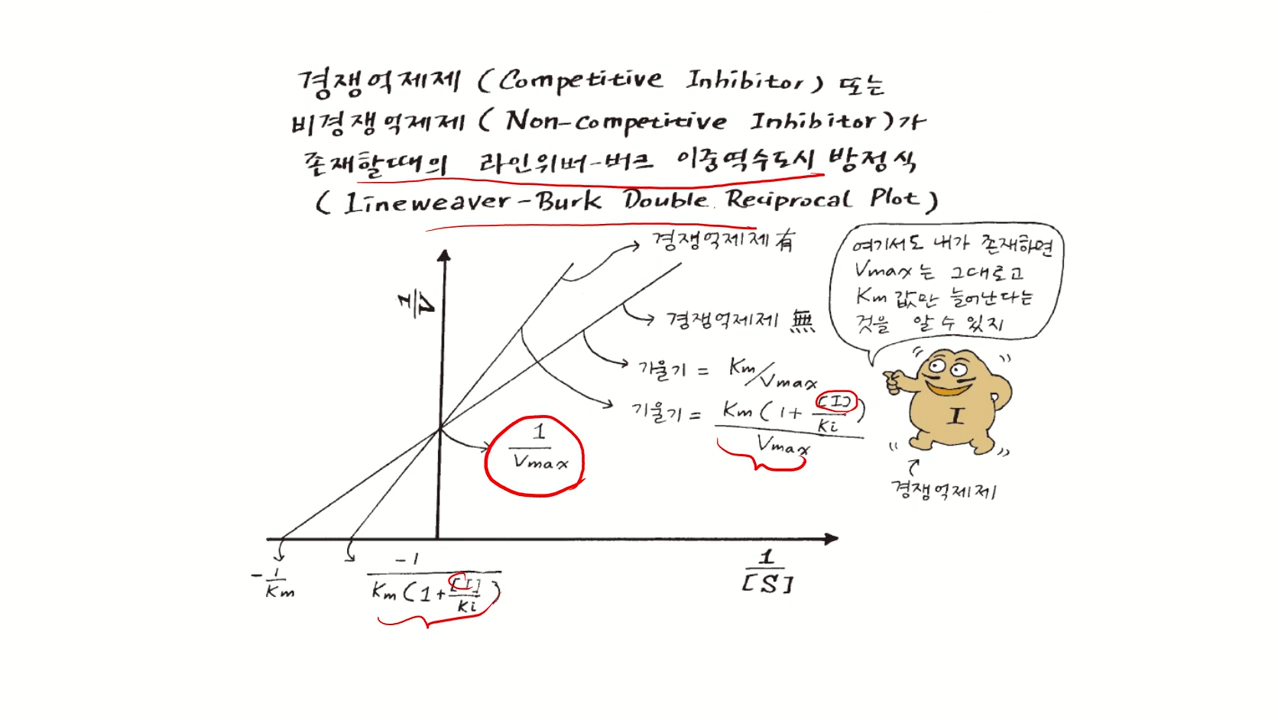 경쟁억제제 (Competitive Inhibitor) 또는
비경쟁억제제 (Non-competitive Inhibitor)가
존재할때의 라인위버-버크 이중역수도시 방정식
(Lineweaver-Burk Double Reciprocal Plot)
경쟁억제제 有
경쟁억제제 無
기울기 = Km/Vmax
기울기 = Km(1+[I]/Ki)/Vmax
1/V
1/Vmax
-1/Km
-1/Km(1+[I]/Ki)
1/[S]
여기서도 내가 존재하면
Vmax는 그대로고
Km 값만 늘어난다는
것을 알 수 있지
I
경쟁억제제